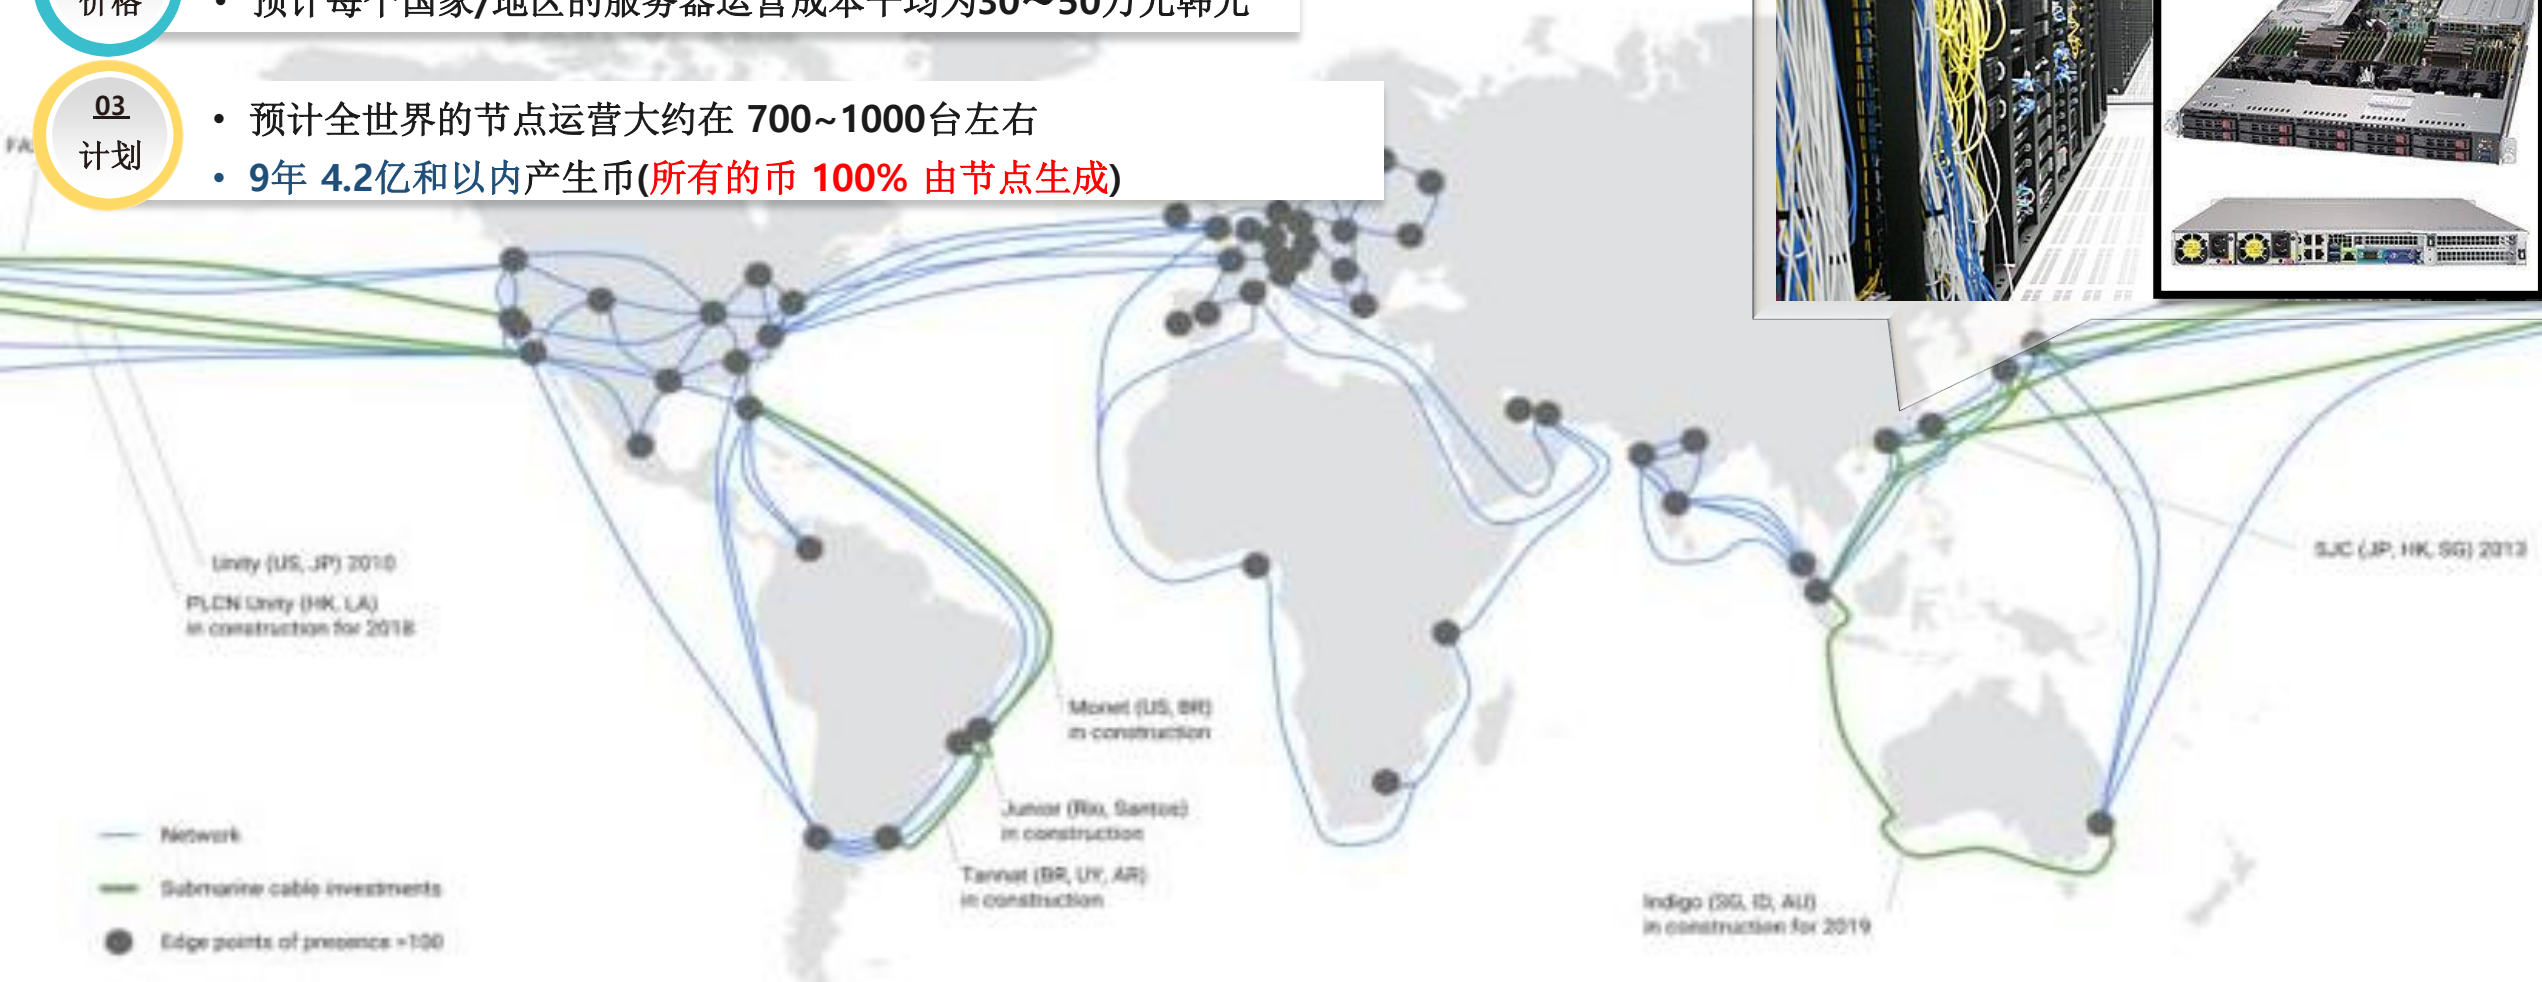 价格
• 预计每个国家/地区的服务器运营成本平均为30～50万元韩元
03
计划
• 预计全世界的节点运营大约在 700~1000台左右
• 9年 4.2亿和以内产生币(所有的币 100% 由节点生成)
FA
Unity (US, JP) 2010
PLCN Unity (HK, LA)
in construction for 2018
SJC (JP, HK, SG) 2013
Monet (US, BR)
in construction
Junior (Rio, Santos)
in construction
Tannat (BR, UY, AR)
in construction
Indigo (SG, ID, AU)
in construction for 2019
Network
Submarine cable investments
Edge points of presence >100